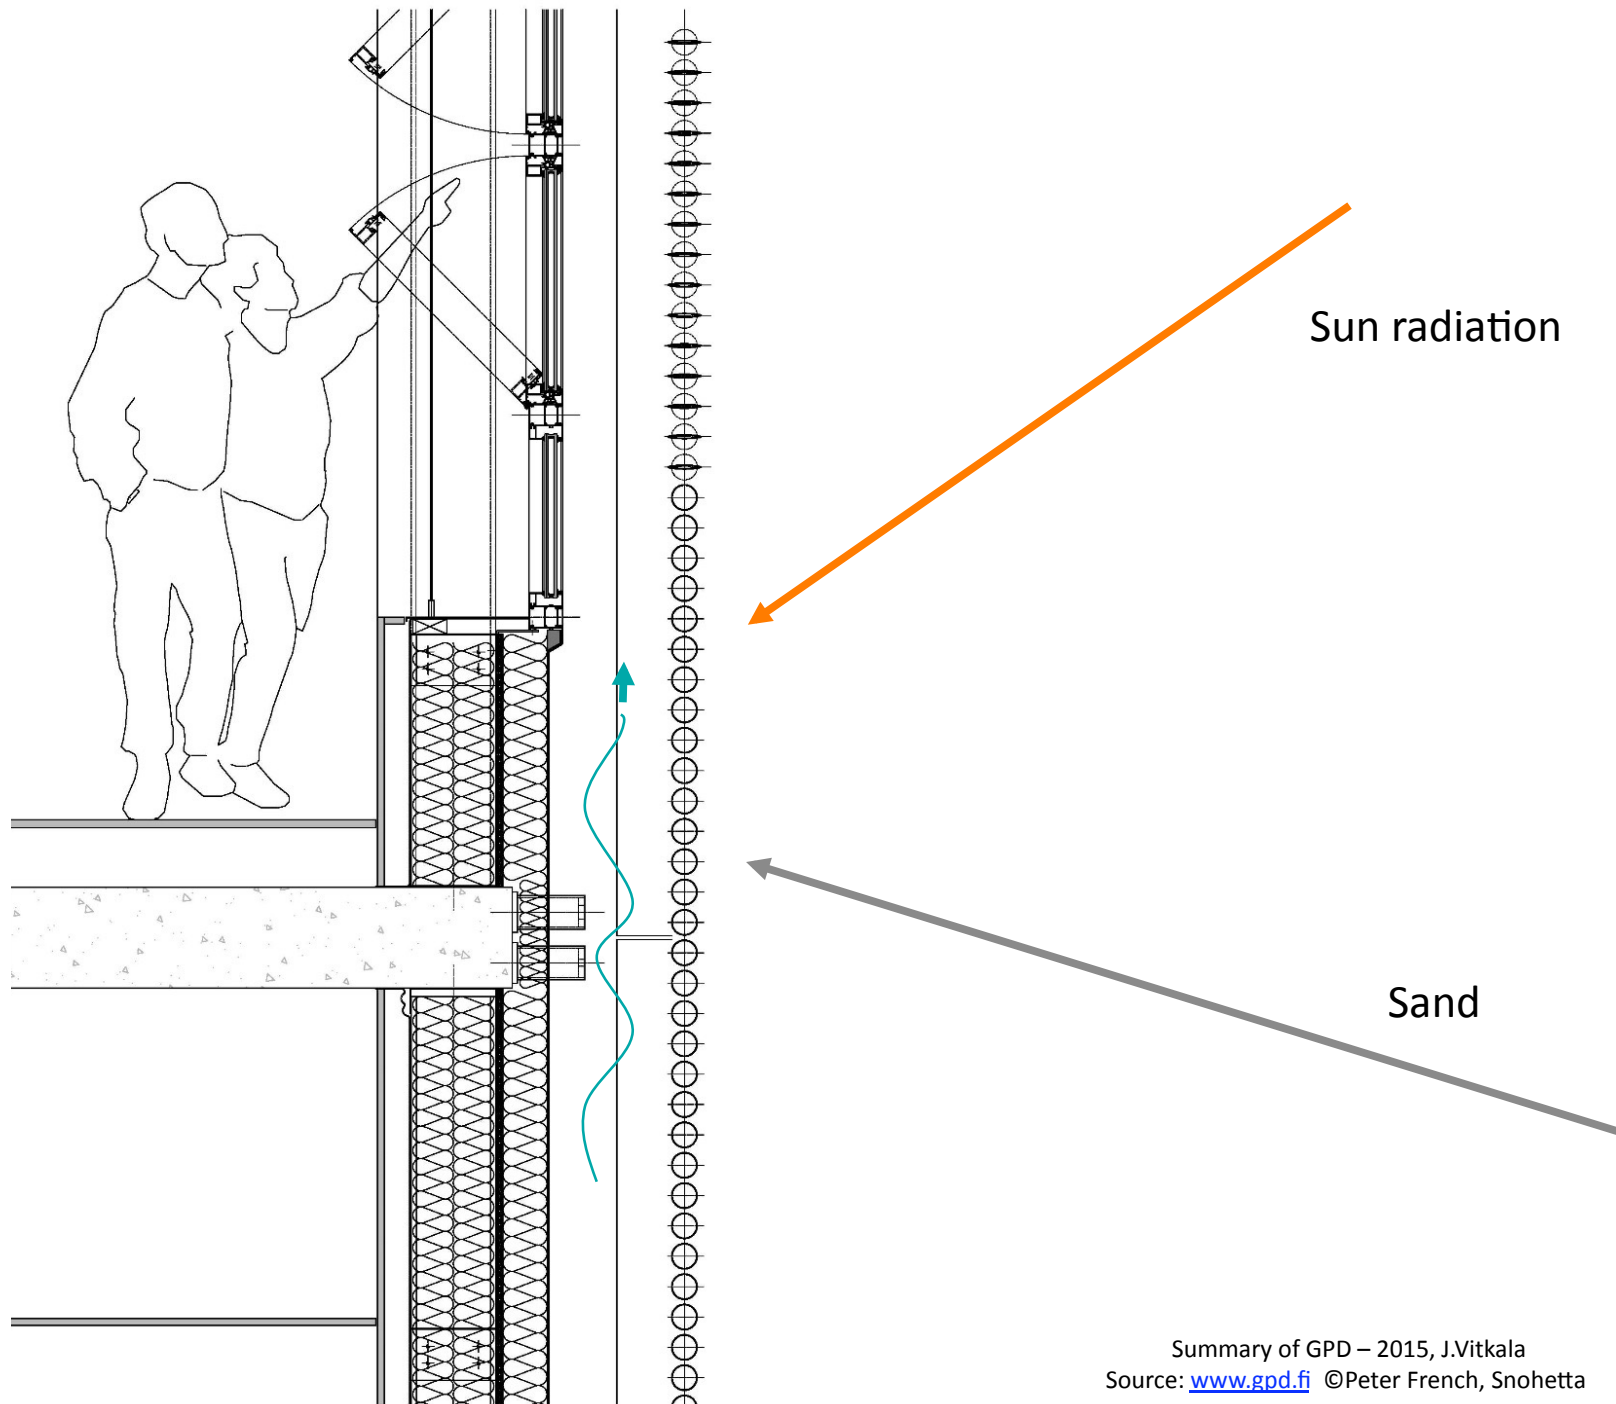 Sun radiation
Sand
Summary of GPD – 2015, J.Vitkala
Source: www.gpd.fi ©Peter French, Snohetta